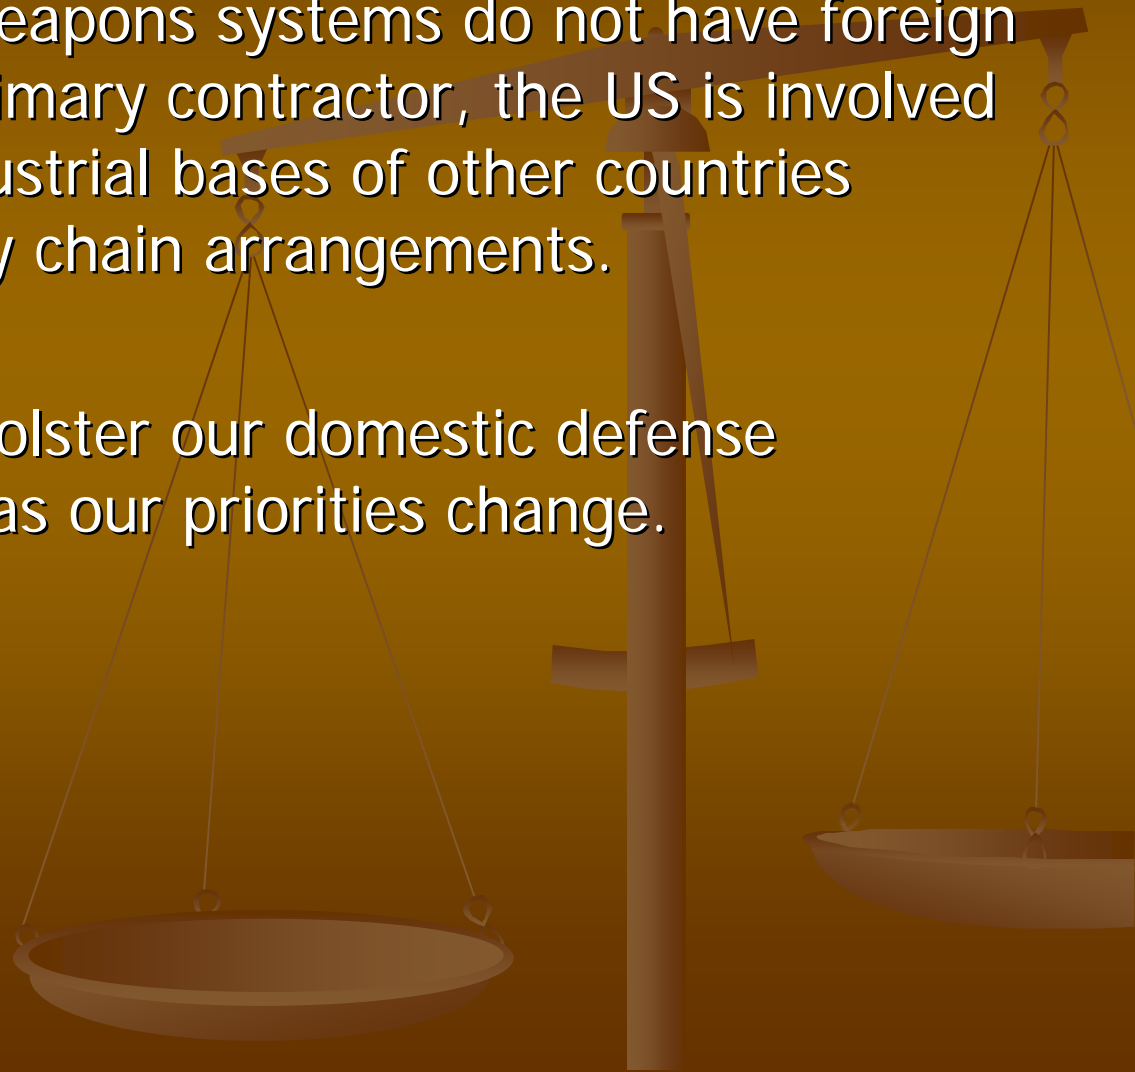 eapons systems do not have foreign
imary contractor, the US is involved
ustrial bases of other countries
y chain arrangements.
olster our domestic defense
as our priorities change.